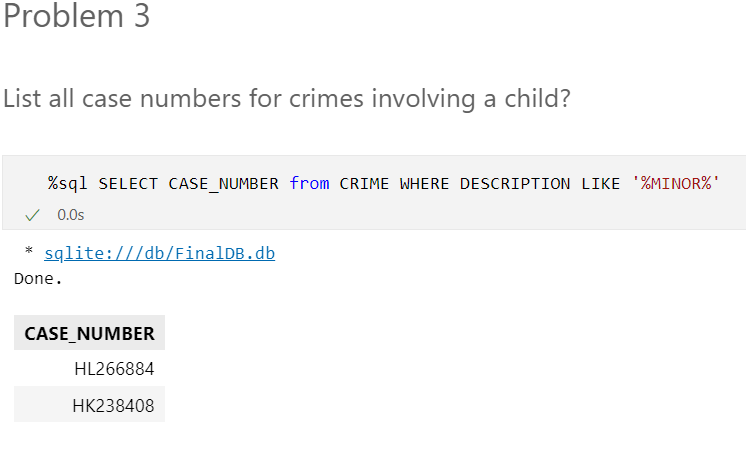 Problem 3
List all case numbers for crimes involving a child?
%sql SELECT CASE_NUMBER from CRIME WHERE DESCRIPTION LIKE '%MINOR%'
✓ 0.0s
* sqlite:///db/FinalDB.db
Done.
CASE_NUMBER
HL266884
HK238408